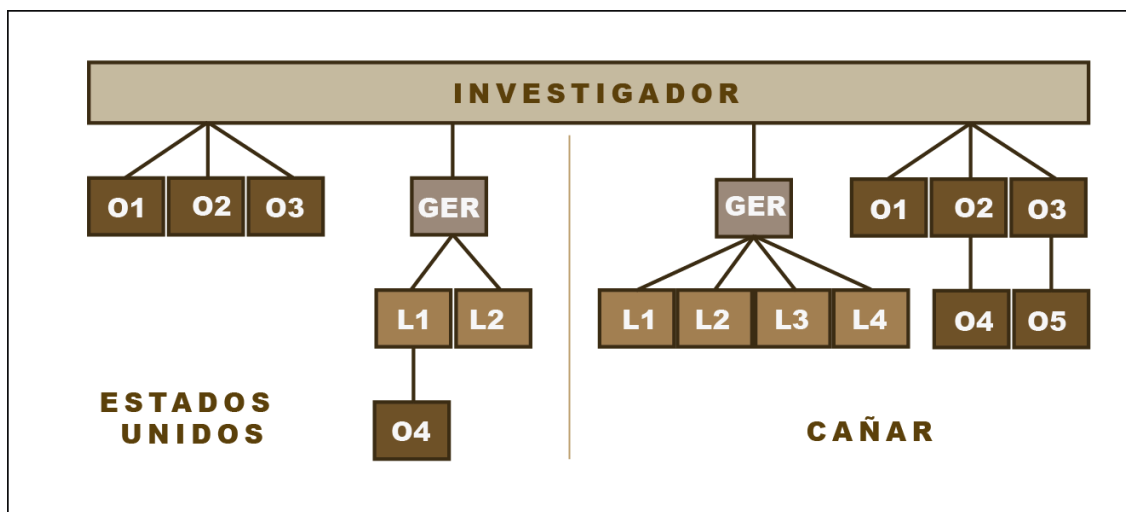 INVESTIGADOR
O1 O2 O3 GER GER O1 O2 O3
L1 L2 L1 L2 L3 L4 O4 O5
ESTADOS
UNIDOS
O4
CAÑAR